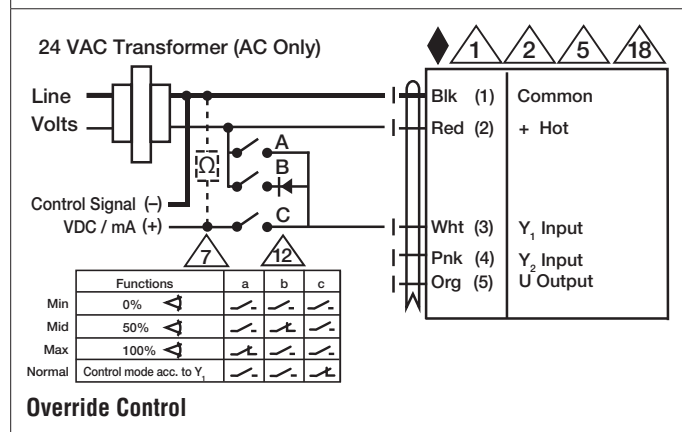 24 VAC Transformer (AC Only)
1 2 5 18
Line
Volts
Blk (1) Common
Red (2) + Hot
A
B
C
Ω
Control Signal (–)
VDC / mA (+)
Wht (3) Y1 Input
Pnk (4) Y2 Input
Org (5) U Output
7 12
Functions a b c
Min 0%
Mid 50%
Max 100%
Normal Control mode acc. to Y1
Override Control